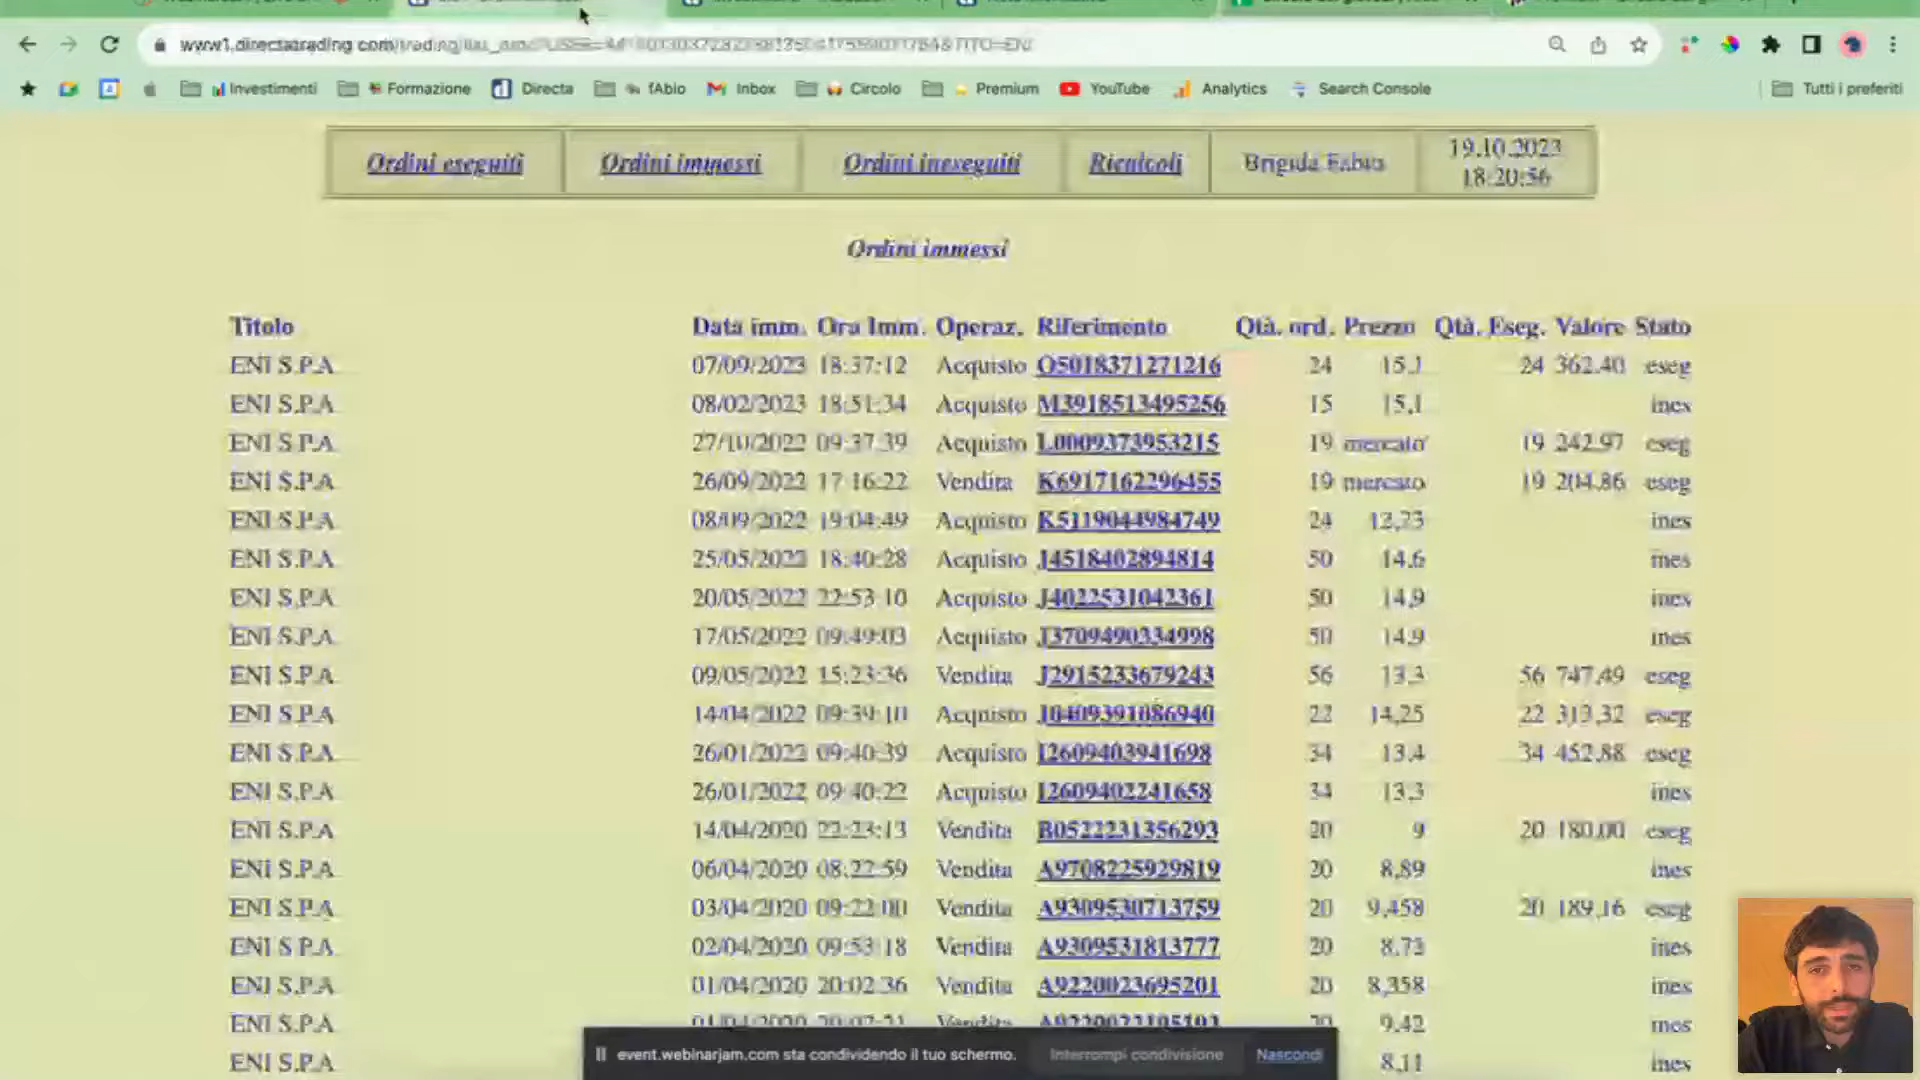 Investimenti Formazione Directa fAbio Inbox Circolo Premium YouTube Analytics Search Console Tutti i preferiti
Ordini eseguiti Ordini immessi Ordini ineseguiti Riepiloghi Brigida Fabio 19.10.2023
18:20:56
Ordini immessi
Titolo Data imm. Ora Imm. Operaz. Riferimento Qtà. ord. Prezzo Qtà. Eseg. Valore Stato
ENI S.P.A. 07/09/2023 18:37:12 Acquisto O5018371271216 24 15,1 24 362.40 eseg
ENI S.P.A. 08/02/2023 18:51:34 Acquisto M3918513495256 15 15,1 ines
ENI S.P.A. 27/10/2022 09:37:39 Acquisto L0009373953215 19 mercato 19 242,97 eseg
ENI S.P.A. 26/09/2022 17:16:22 Vendita K6917162296455 19 mercato 19 204,86 eseg
ENI S.P.A. 08/09/2022 19:04:49 Acquisto K5119044984749 24 12,23 ines
ENI S.P.A. 25/05/2022 18:40:28 Acquisto J4518402894814 50 14,6 ines
ENI S.P.A. 20/05/2022 22:53:10 Acquisto J4022531042361 50 14,9 ines
ENI S.P.A. 17/05/2022 09:49:03 Acquisto J3709490334998 50 14,9 ines
ENI S.P.A. 09/05/2022 15:23:36 Vendita J2915233679243 56 13,3 56 747,49 eseg
ENI S.P.A. 14/04/2022 09:39:10 Acquisto J0409391086940 22 14,25 22 313,32 eseg
ENI S.P.A. 26/01/2022 09:40:39 Acquisto I2609403941698 34 13,4 34 452,88 eseg
ENI S.P.A. 26/01/2022 09:40:22 Acquisto I2609402241658 34 13,3 ines
ENI S.P.A. 14/04/2020 22:23:13 Vendita B0522231356293 20 9 20 180,00 eseg
ENI S.P.A. 06/04/2020 08:22:59 Vendita A9708225929819 20 8,89 ines
ENI S.P.A. 03/04/2020 09:22:00 Vendita A9309530713759 20 9,458 20 189,16 eseg
ENI S.P.A. 02/04/2020 09:53:18 Vendita A9309531813777 20 8,73 ines
ENI S.P.A. 01/04/2020 20:02:36 Vendita A9220023695201 20 8,358 ines
ENI S.P.A. 9,42 ines
ENI S.P.A. 8,11 ines
event.webinarjam.com sta condividendo il tuo schermo. Interrompi condivisione Nascondi